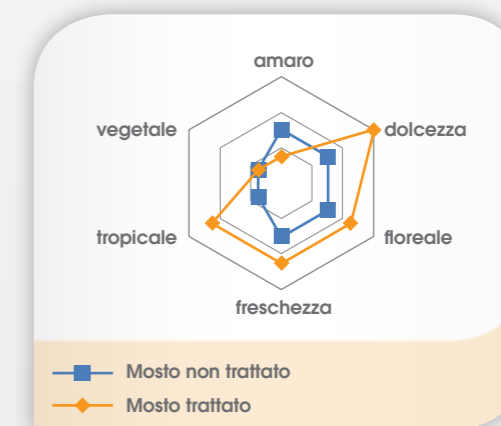 amaro
vegetale
dolcezza
tropicale
floreale
freschezza
Mosto non trattato
Mosto trattato